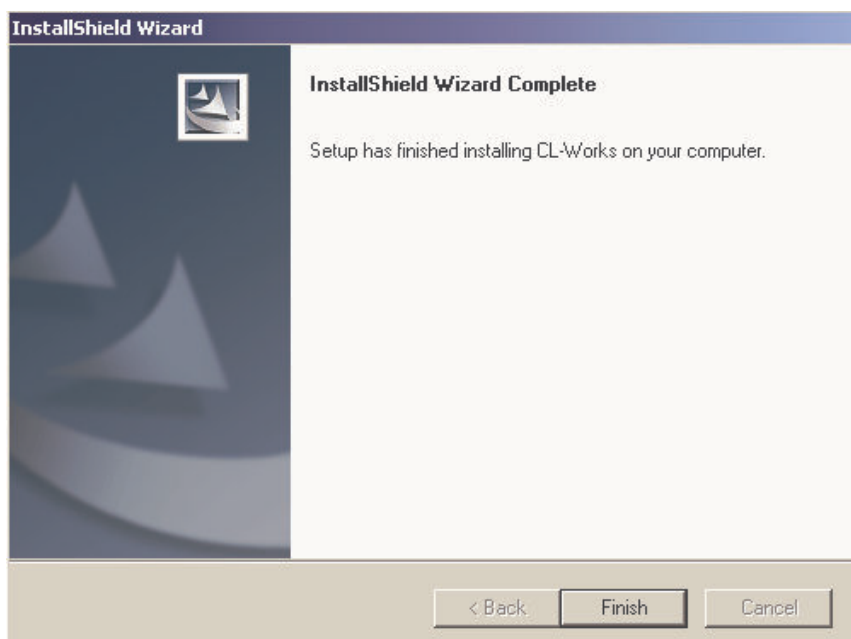 InstallShield Wizard
InstallShield Wizard Complete
Setup has finished installing CL-Works on your computer.
< Back
Finish
Cancel